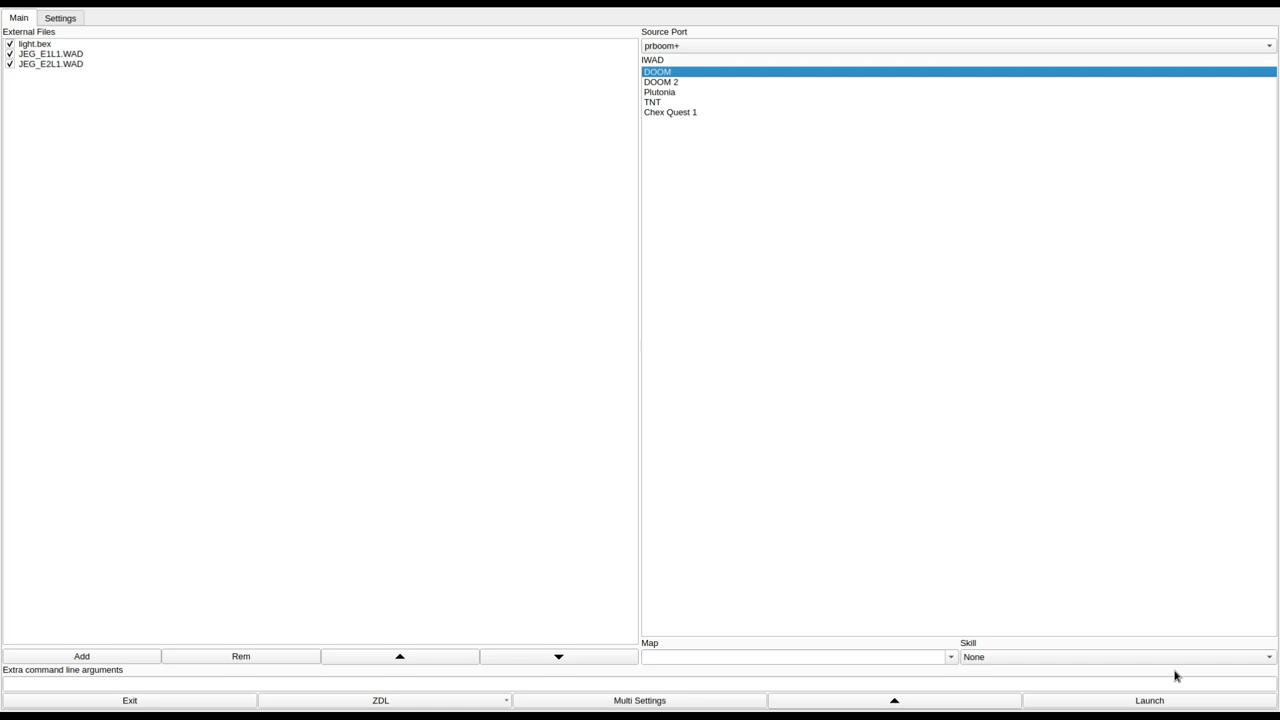 Main Settings
External Files
light.bex
JEG_E1L1.WAD
JEG_E2L1.WAD
Source Port
prboom+
IWAD
DOOM
DOOM 2
Plutonia
TNT
Chex Quest 1
Map Skill
None
Add Rem
Extra command line arguments
Exit ZDL Multi Settings Launch